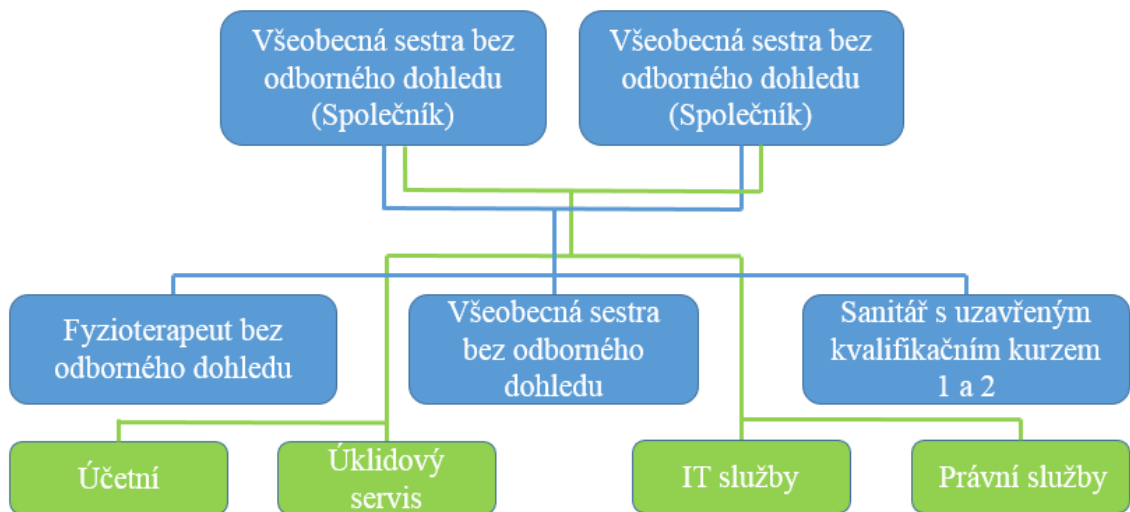 Všeobecná sestra bez
odborného dohledu
(Společník)
Všeobecná sestra bez
odborného dohledu
(Společník)
Fyzioterapeut bez
odborného dohledu
Všeobecná sestra
bez odborného
dohledu
Sanitář s uzavřeným
kvalifikačním kurzem
1 a 2
Účetní
Úklidový
servis
IT služby
Právní služby